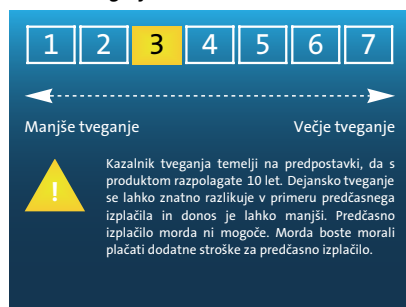 1 2 3 4 5 6 7
Manjše tveganje Večje tveganje
!
Kazalnik tveganja temelji na predpostavki, da s
produktom razpolagate 10 let. Dejansko tveganje
se lahko znatno razlikuje v primeru predčasnega
izplačila in donos je lahko manjši. Predčasno
izplačilo morda ni mogoče. Morda boste morali
plačati dodatne stroške za predčasno izplačilo.